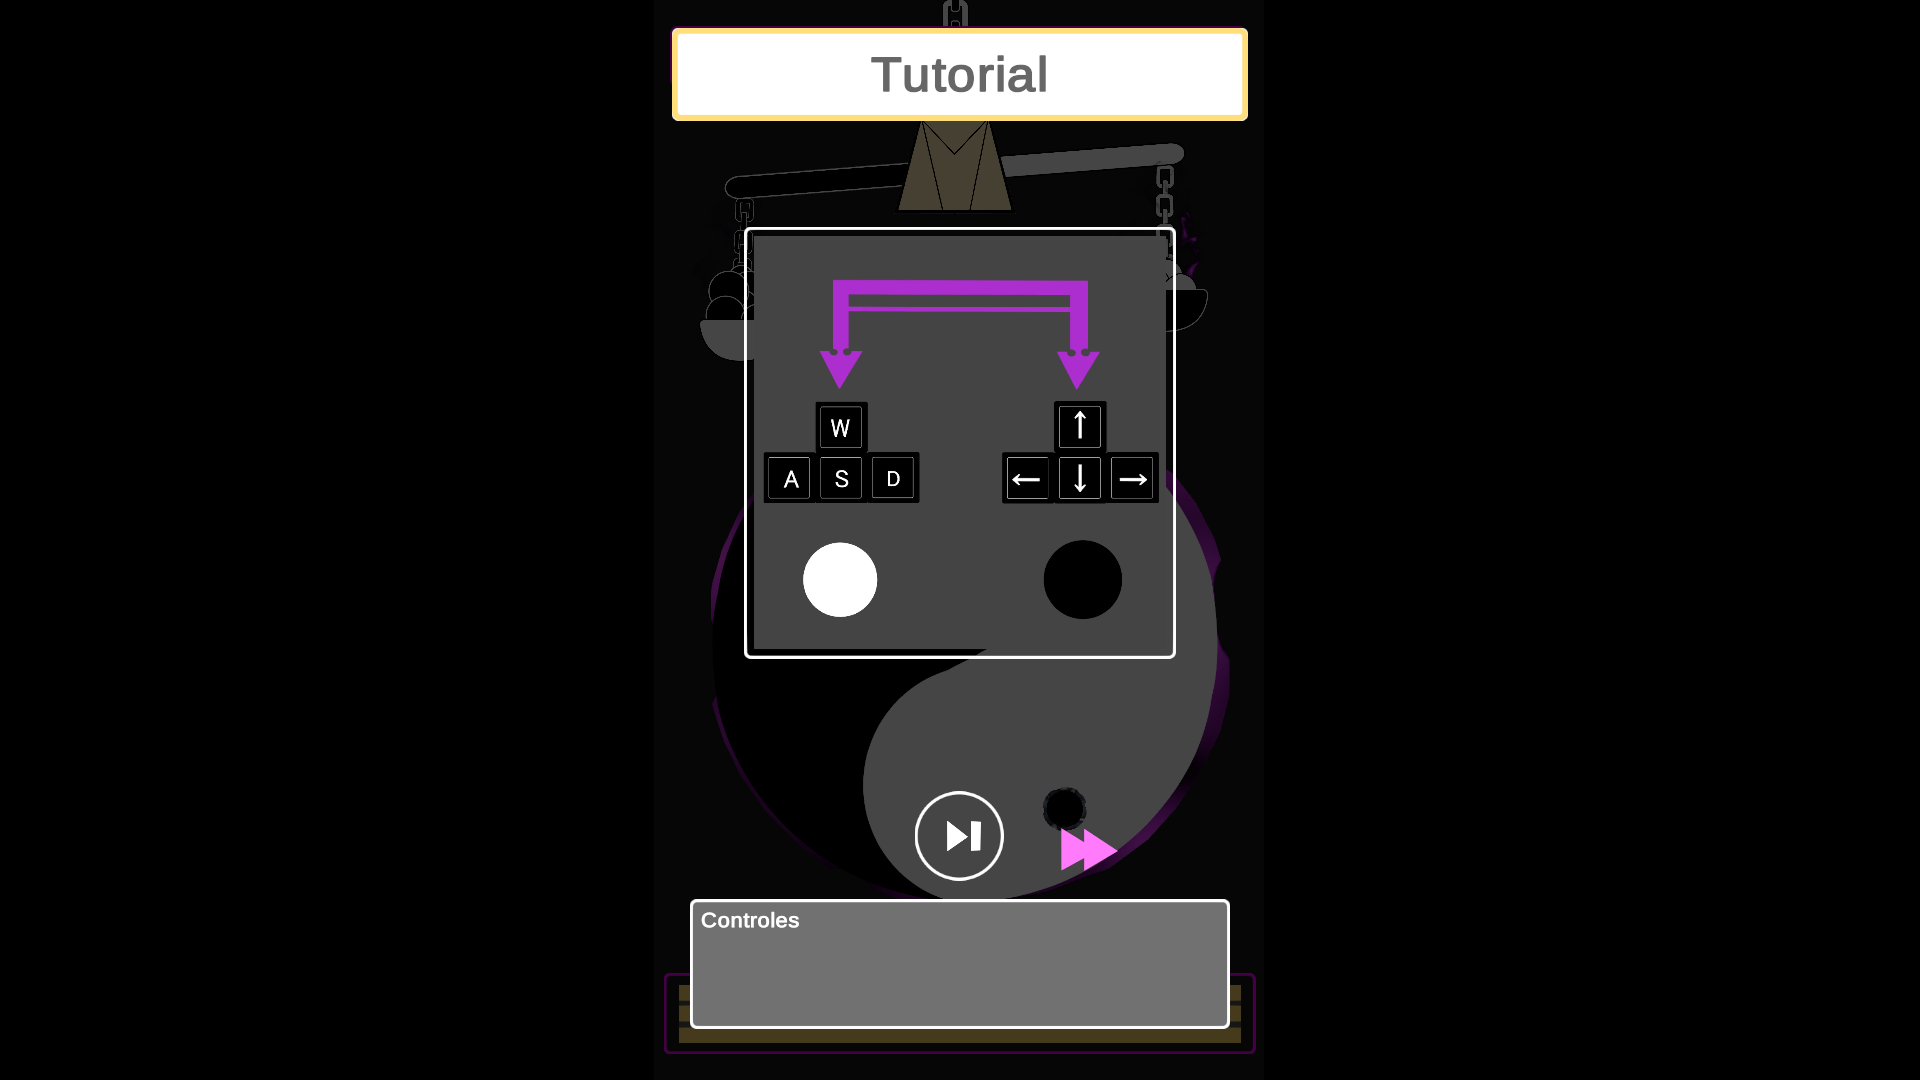 Tutorial
W ↑
A S D ← ↓ →
Controles